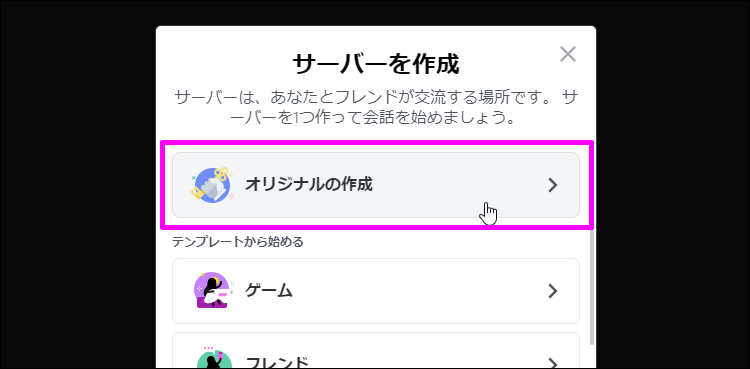 サーバーを作成
サーバーは、あなたとフレンドが交流する場所です。 サ
ーバーを1つ作って会話を始めましょう。
オリジナルの作成
テンプレートから始める
ゲーム
フレンド